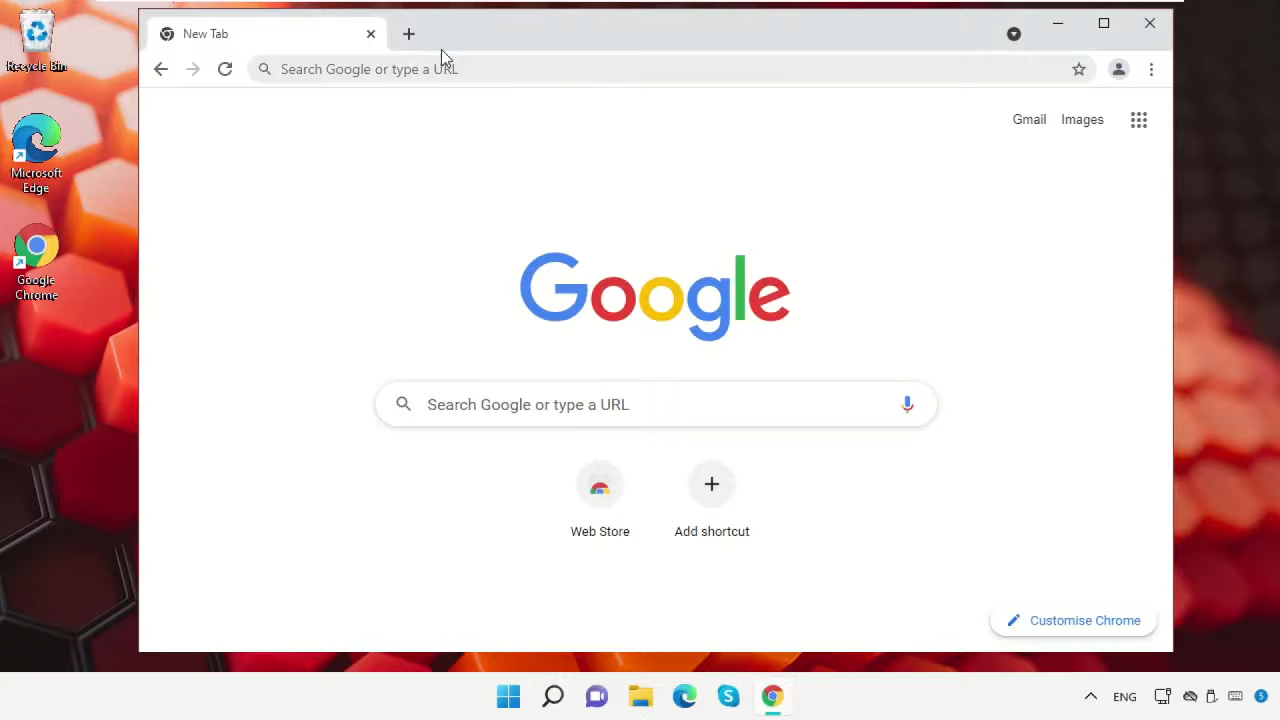 Recycle Bin
Microsoft
Edge
Google
Chrome
New Tab
Search Google or type a URL
Gmail
Images
Google
Search Google or type a URL
Web Store
Add shortcut
Customise Chrome
ENG
5